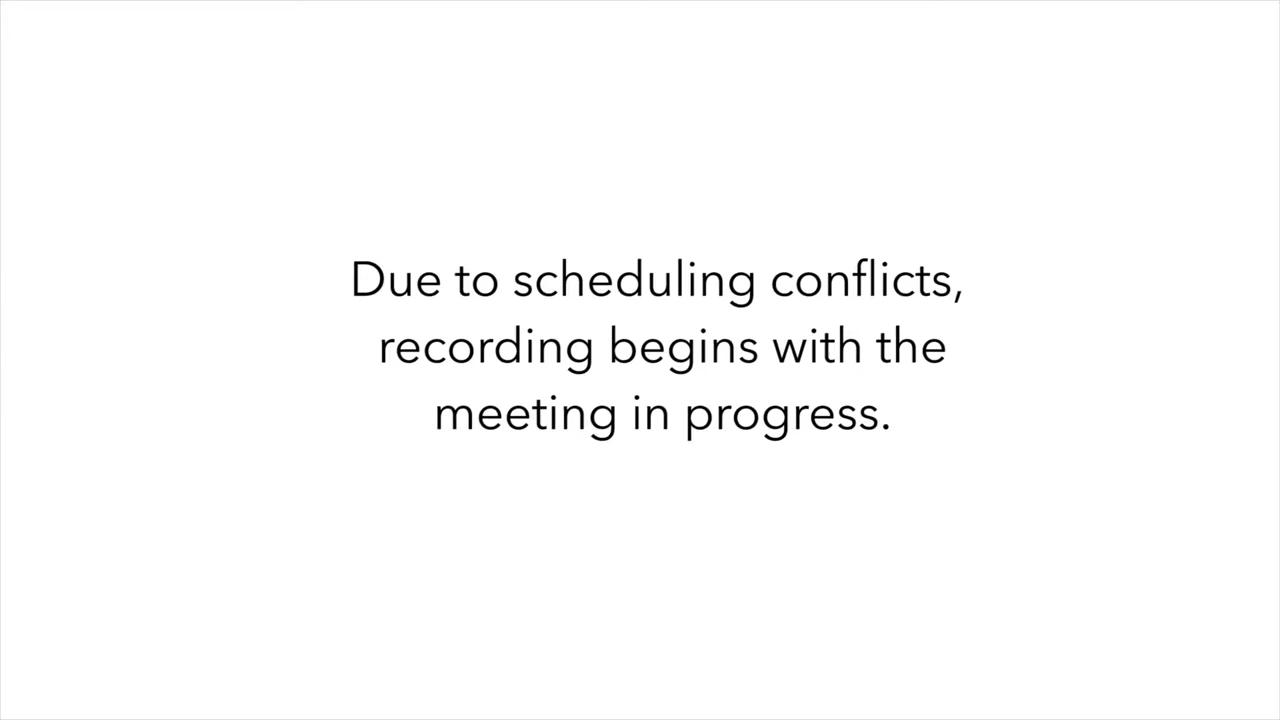 Due to scheduling conflicts,
recording begins with the
meeting in progress.